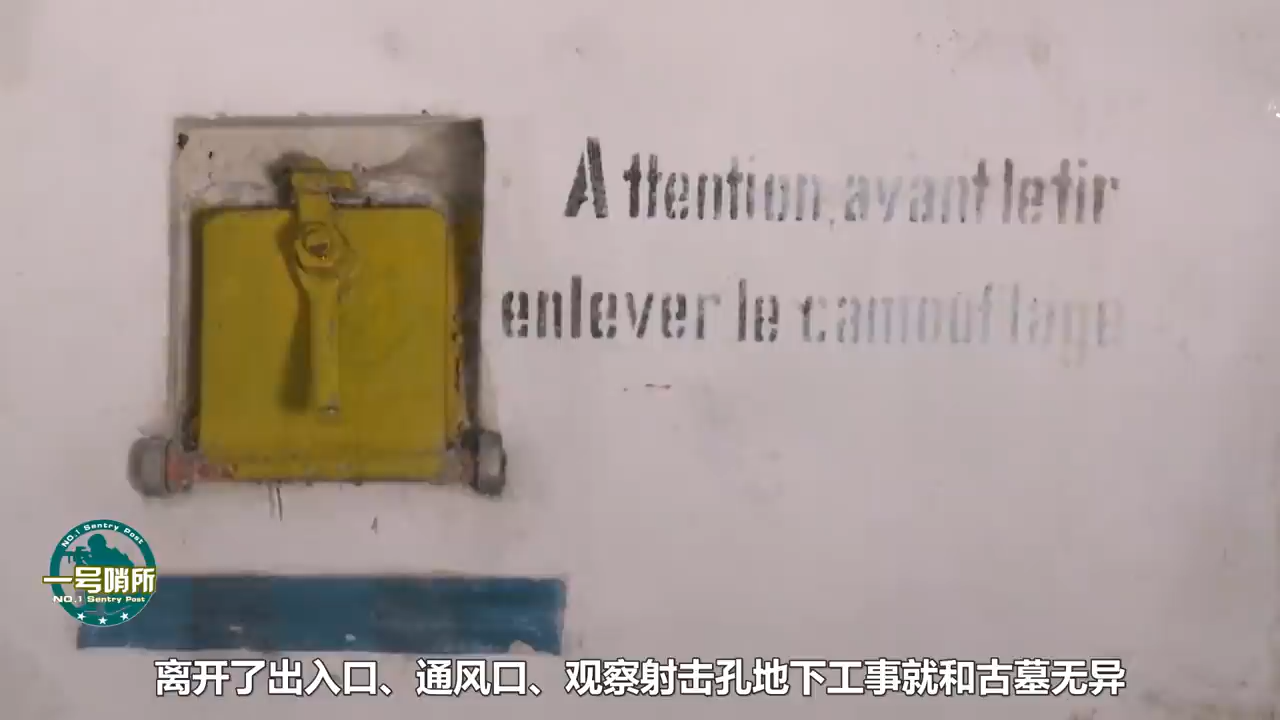 Attention, avant le tir
enlever le camouflage
NO.1 Sentry Post
一号哨所
NO.1 Sentry Post
离开了出入口、通风口、观察射击孔地下工事就和古墓无异